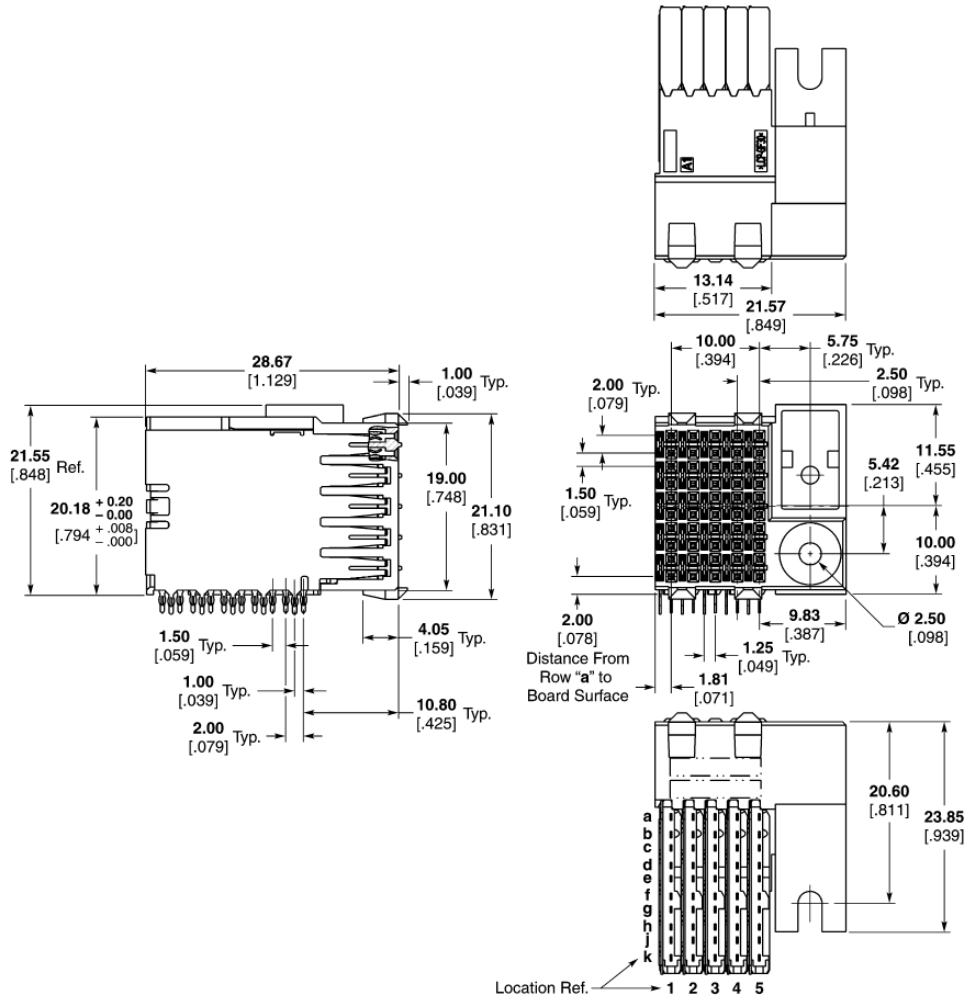 A1
>LCP-GF30<
13.14
[.517]
21.57
[.849]
28.67
[1.129]
1.00
[.039] Typ.
21.55
[.848] Ref.
20.18 + 0.20 - 0.00
[.794 + .008 - .000]
19.00
[.748]
21.10
[.831]
1.50
[.059] Typ.
4.05
[.159]
1.00
[.039] Typ.
10.80
[.425] Typ.
2.00
[.079] Typ.
10.00
[.394]
5.75
[.226] Typ.
2.00
[.079] Typ.
2.50
[.098] Typ.
1.50
[.059] Typ.
5.42
[.213]
11.55
[.455]
10.00
[.394]
2.00
[.078]
Distance From
Row "a" to
Board Surface
9.83
[.387]
Ø 2.50
[.098]
1.25
[.049] Typ.
1.81
[.071]
20.60
[.811]
23.85
[.939]
a
b
c
d
e
f
g
h
j
k
Location Ref. 1 2 3 4 5